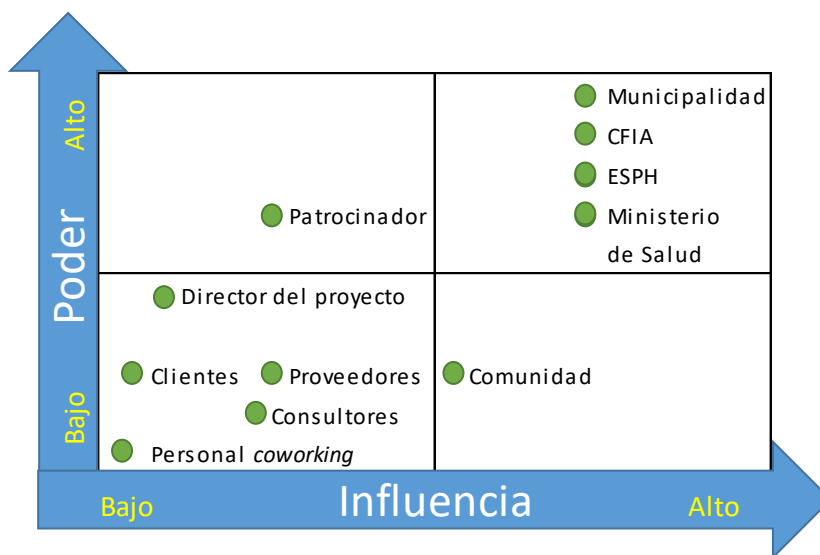 Alto
Poder
Bajo
Municipalidad
CFIA
ESPH
Patrocinador
Ministerio
de Salud
Director del proyecto
Clientes
Proveedores
Comunidad
Consultores
Personal coworking
Bajo
Influencia
Alto